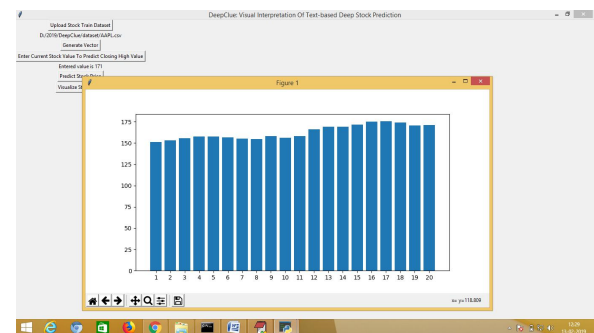 DeepClue: Visual Interpretation Of Text-based Deep Stock Prediction
Upload Stock Train Dataset
D:/2019/DeepClue/dataset/AAPL.csv
Generate Vector
Enter Current Stock Value To Predict Closing High Value
Entered value is 171
Predict Stock Price
Visualize St
Figure 1
175
150
125
100
75
50
25
0
1 2 3 4 5 6 7 8 9 10 11 12 13 14 15 16 17 18 19 20
x= y=118.809